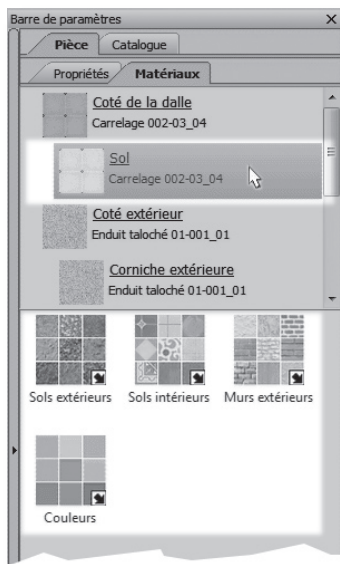 Barre de paramètres
Pièce Catalogue
Propriétés Matériaux
Coté de la dalle
Carrelage 002-03_04
Sol
Carrelage 002-03_04
Coté extérieur
Enduit taloché 01-001_01
Corniche extérieure
Enduit taloché 01-001_01
Sols extérieurs Sols intérieurs Murs extérieurs
Couleurs